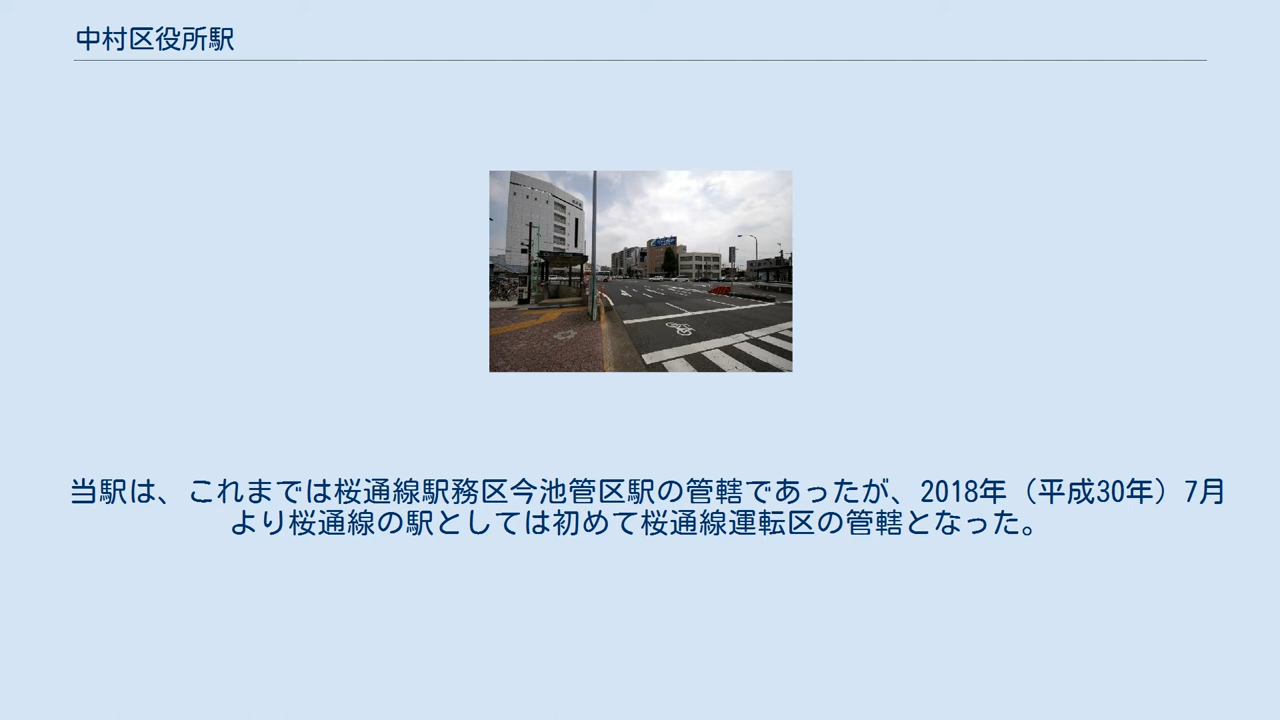 中村区役所駅
当駅は、これまでは桜通線駅務区今池管区駅の管轄であったが、2018年（平成30年）7月
より桜通線の駅としては初めて桜通線運転区の管轄となった。